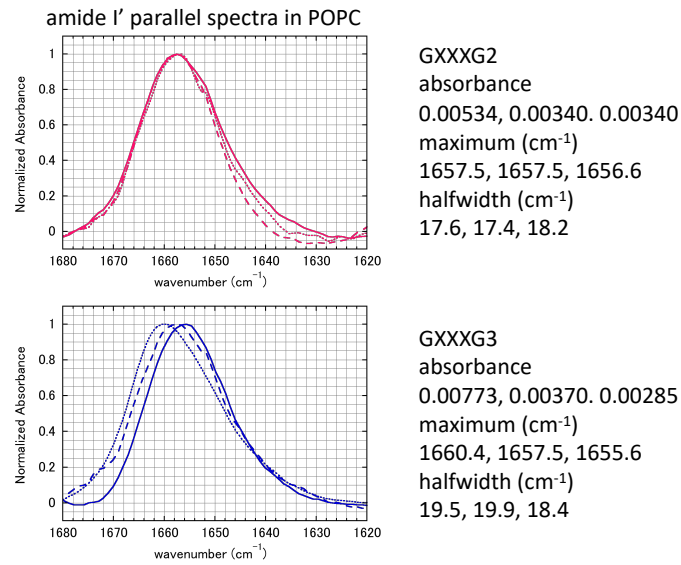 amide I’ parallel spectra in POPC
Normalized Absorbance
1
0.8
0.6
0.4
0.2
0
1680 1670 1660 1650 1640 1630 1620
wavenumber (cm-1)
GXXXG2
absorbance
0.00534, 0.00340. 0.00340
maximum (cm-1)
1657.5, 1657.5, 1656.6
halfwidth (cm-1)
17.6, 17.4, 18.2
Normalized Absorbance
1
0.8
0.6
0.4
0.2
0
1680 1670 1660 1650 1640 1630 1620
wavenumber (cm-1)
GXXXG3
absorbance
0.00773, 0.00370. 0.00285
maximum (cm-1)
1660.4, 1657.5, 1655.6
halfwidth (cm-1)
19.5, 19.9, 18.4